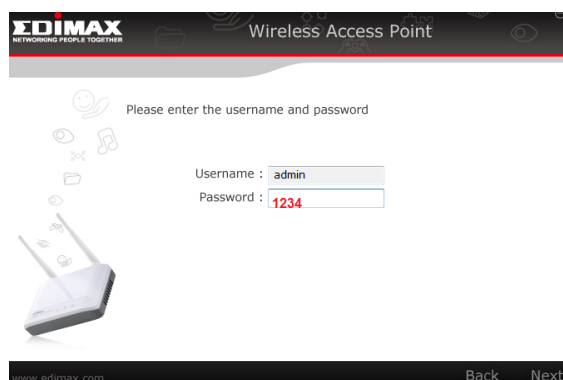 EDIMAX
NETWORKING PEOPLE TOGETHER
Wireless Access Point
Please enter the username and password
Username : admin
Password : 1234
www.edimax.com
Back Next